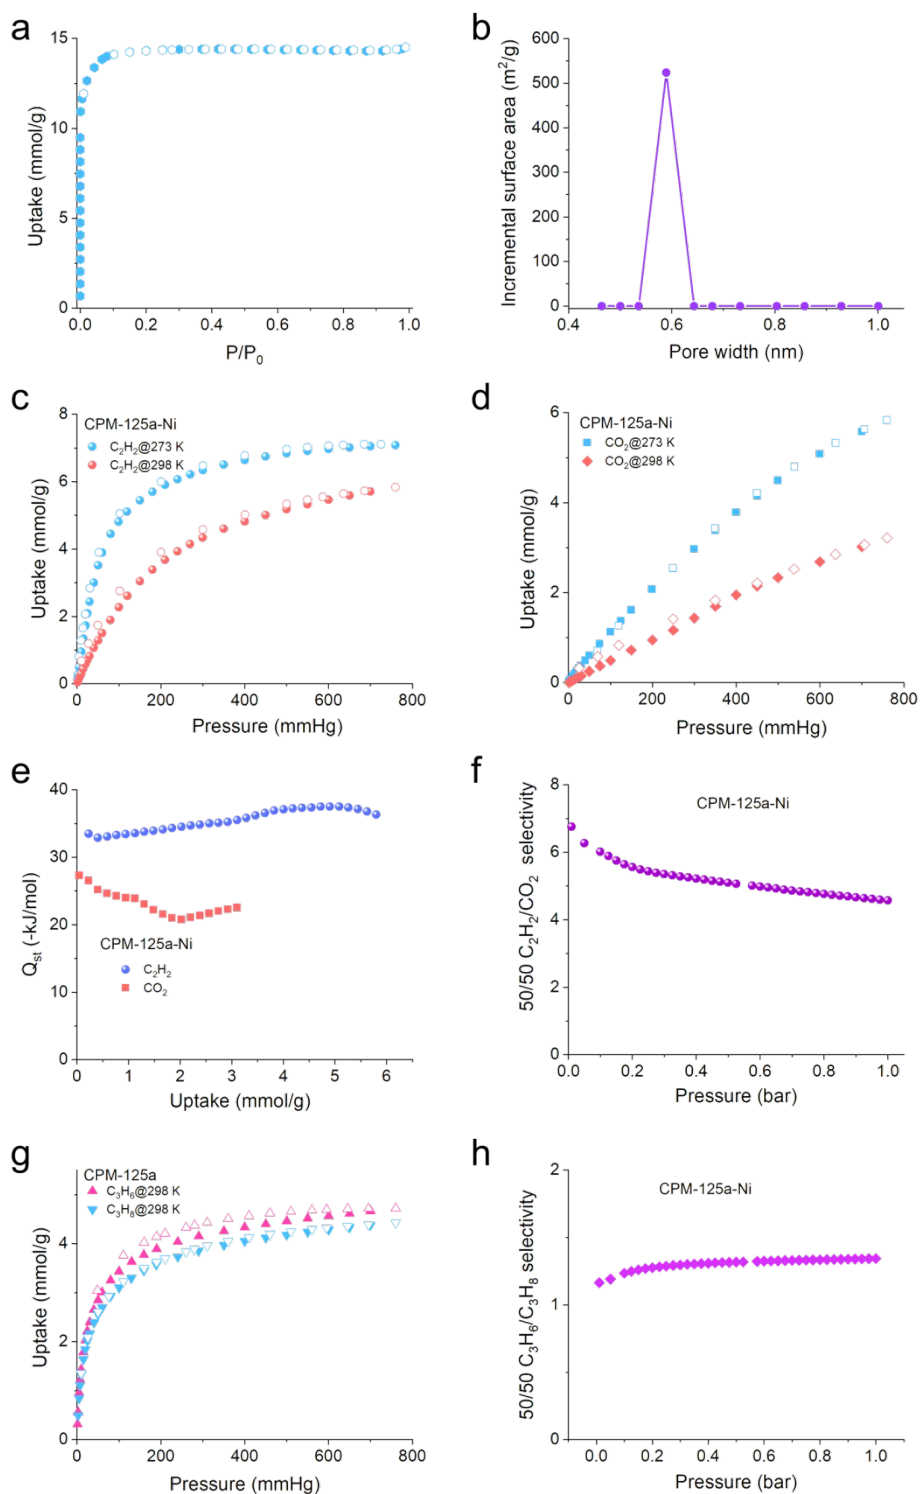 a
15
10
5
0
0.0 0.2 0.4 0.6 0.8 1.0
Uptake (mmol/g)
P/P₀
b
600
500
400
300
200
100
0
0.4 0.6 0.8 1.0
Incremental surface area (m²/g)
Pore width (nm)
c
CPM-125a-Ni
C₂H₂@273 K
C₂H₂@298 K
8
6
4
2
0
0 200 400 600 800
Uptake (mmol/g)
Pressure (mmHg)
d
CPM-125a-Ni
CO₂@273 K
CO₂@298 K
6
4
2
0
0 200 400 600 800
Uptake (mmol/g)
Pressure (mmHg)
e
40
30
20
10
0
CPM-125a-Ni
C₂H₂
CO₂
0 1 2 3 4 5 6
Qst (-kJ/mol)
Uptake (mmol/g)
f
CPM-125a-Ni
8
6
4
2
0
0.0 0.2 0.4 0.6 0.8 1.0
50/50 C₂H₂/CO₂ selectivity
Pressure (bar)
g
CPM-125a
C₃H₆@298 K
C₃H₈@298 K
4
2
0
0 200 400 600 800
Uptake (mmol/g)
Pressure (mmHg)
h
CPM-125a-Ni
2
1
0
0.0 0.2 0.4 0.6 0.8 1.0
50/50 C₃H₆/C₃H₈ selectivity
Pressure (bar)